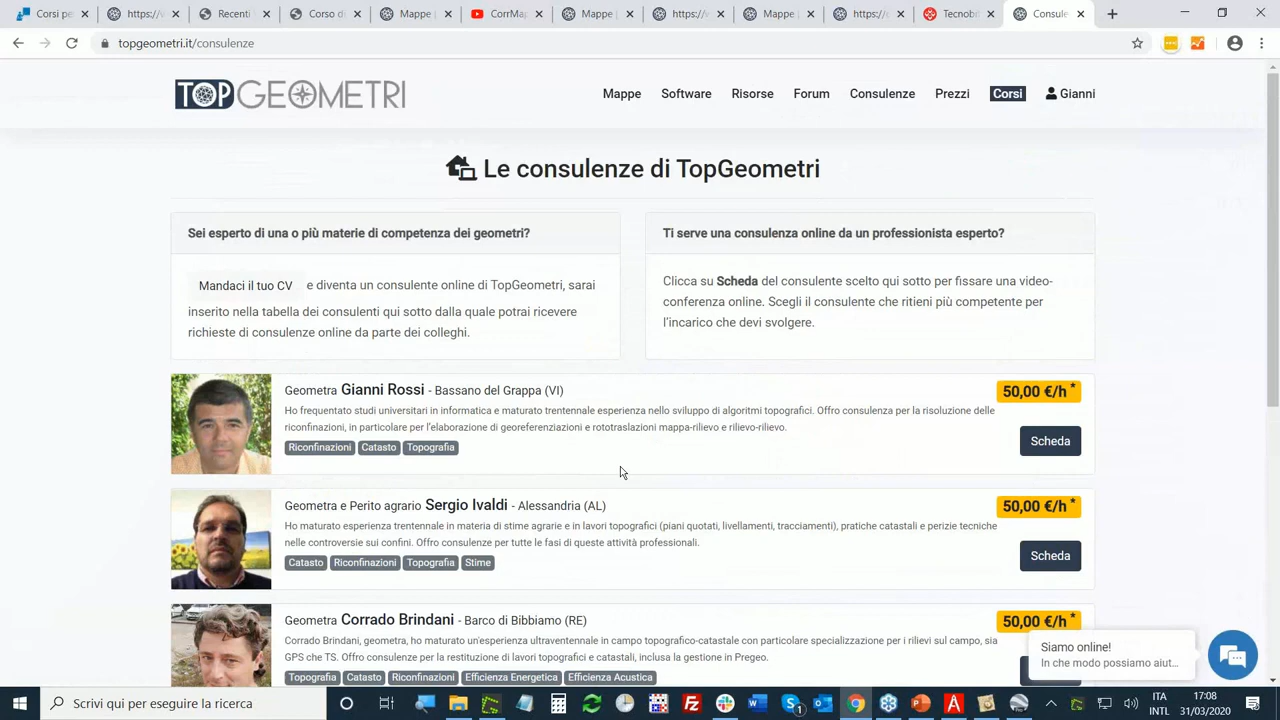 Corsi pe
https://v
Recenti
Corso di
Mappe |
CorrMap
Mappe |
https://
Mappe |
https://
Tecnobi
Consule
topgeometri.it/consulenze
TOPGEOMETRI
Mappe Software Risorse Forum Consulenze Prezzi Corsi Gianni
Le consulenze di TopGeometri
Sei esperto di una o più materie di competenza dei geometri?
Mandaci il tuo CV e diventa un consulente online di TopGeometri, sarai
inserito nella tabella dei consulenti qui sotto dalla quale potrai ricevere
richieste di consulenze online da parte dei colleghi.
Ti serve una consulenza online da un professionista esperto?
Clicca su Scheda del consulente scelto qui sotto per fissare una video-
conferenza online. Scegli il consulente che ritieni più competente per
l'incarico che devi svolgere.
Geometra Gianni Rossi - Bassano del Grappa (VI)
50,00 €/h *
Ho frequentato studi universitari in informatica e maturato trentennale esperienza nello sviluppo di algoritmi topografici. Offro consulenza per la risoluzione delle
riconfinazioni, in particolare per l'elaborazione di georeferenziazioni e rototraslazioni mappa-rilievo e rilievo-rilievo.
Riconfinazioni Catasto Topografia
Scheda
Geometra e Perito agrario Sergio Ivaldi - Alessandria (AL)
50,00 €/h *
Ho maturato esperienza trentennale in materia di stime agrarie e in lavori topografici (piani quotati, livellamenti, tracciamenti), pratiche catastali e perizie tecniche
nelle controversie sui confini. Offro consulenze per tutte le fasi di queste attività professionali.
Catasto Riconfinazioni Topografia Stime
Scheda
Geometra Corrado Brindani - Barco di Bibbiamo (RE)
50,00 €/h *
Corrado Brindani, geometra, ho maturato un'esperienza ultraventennale in campo topografico-catastale con particolare specializzazione per i rilievi sul campo, sia
GPS che TS. Offro consulenze per la restituzione di lavori topografici e catastali, inclusa la gestione in Pregeo.
Topografia Catasto Riconfinazioni Efficienza Energetica Efficienza Acustica
Siamo online!
In che modo possiamo aiut...
Scrivi qui per eseguire la ricerca
ITA
INTL
17:08
31/03/2020